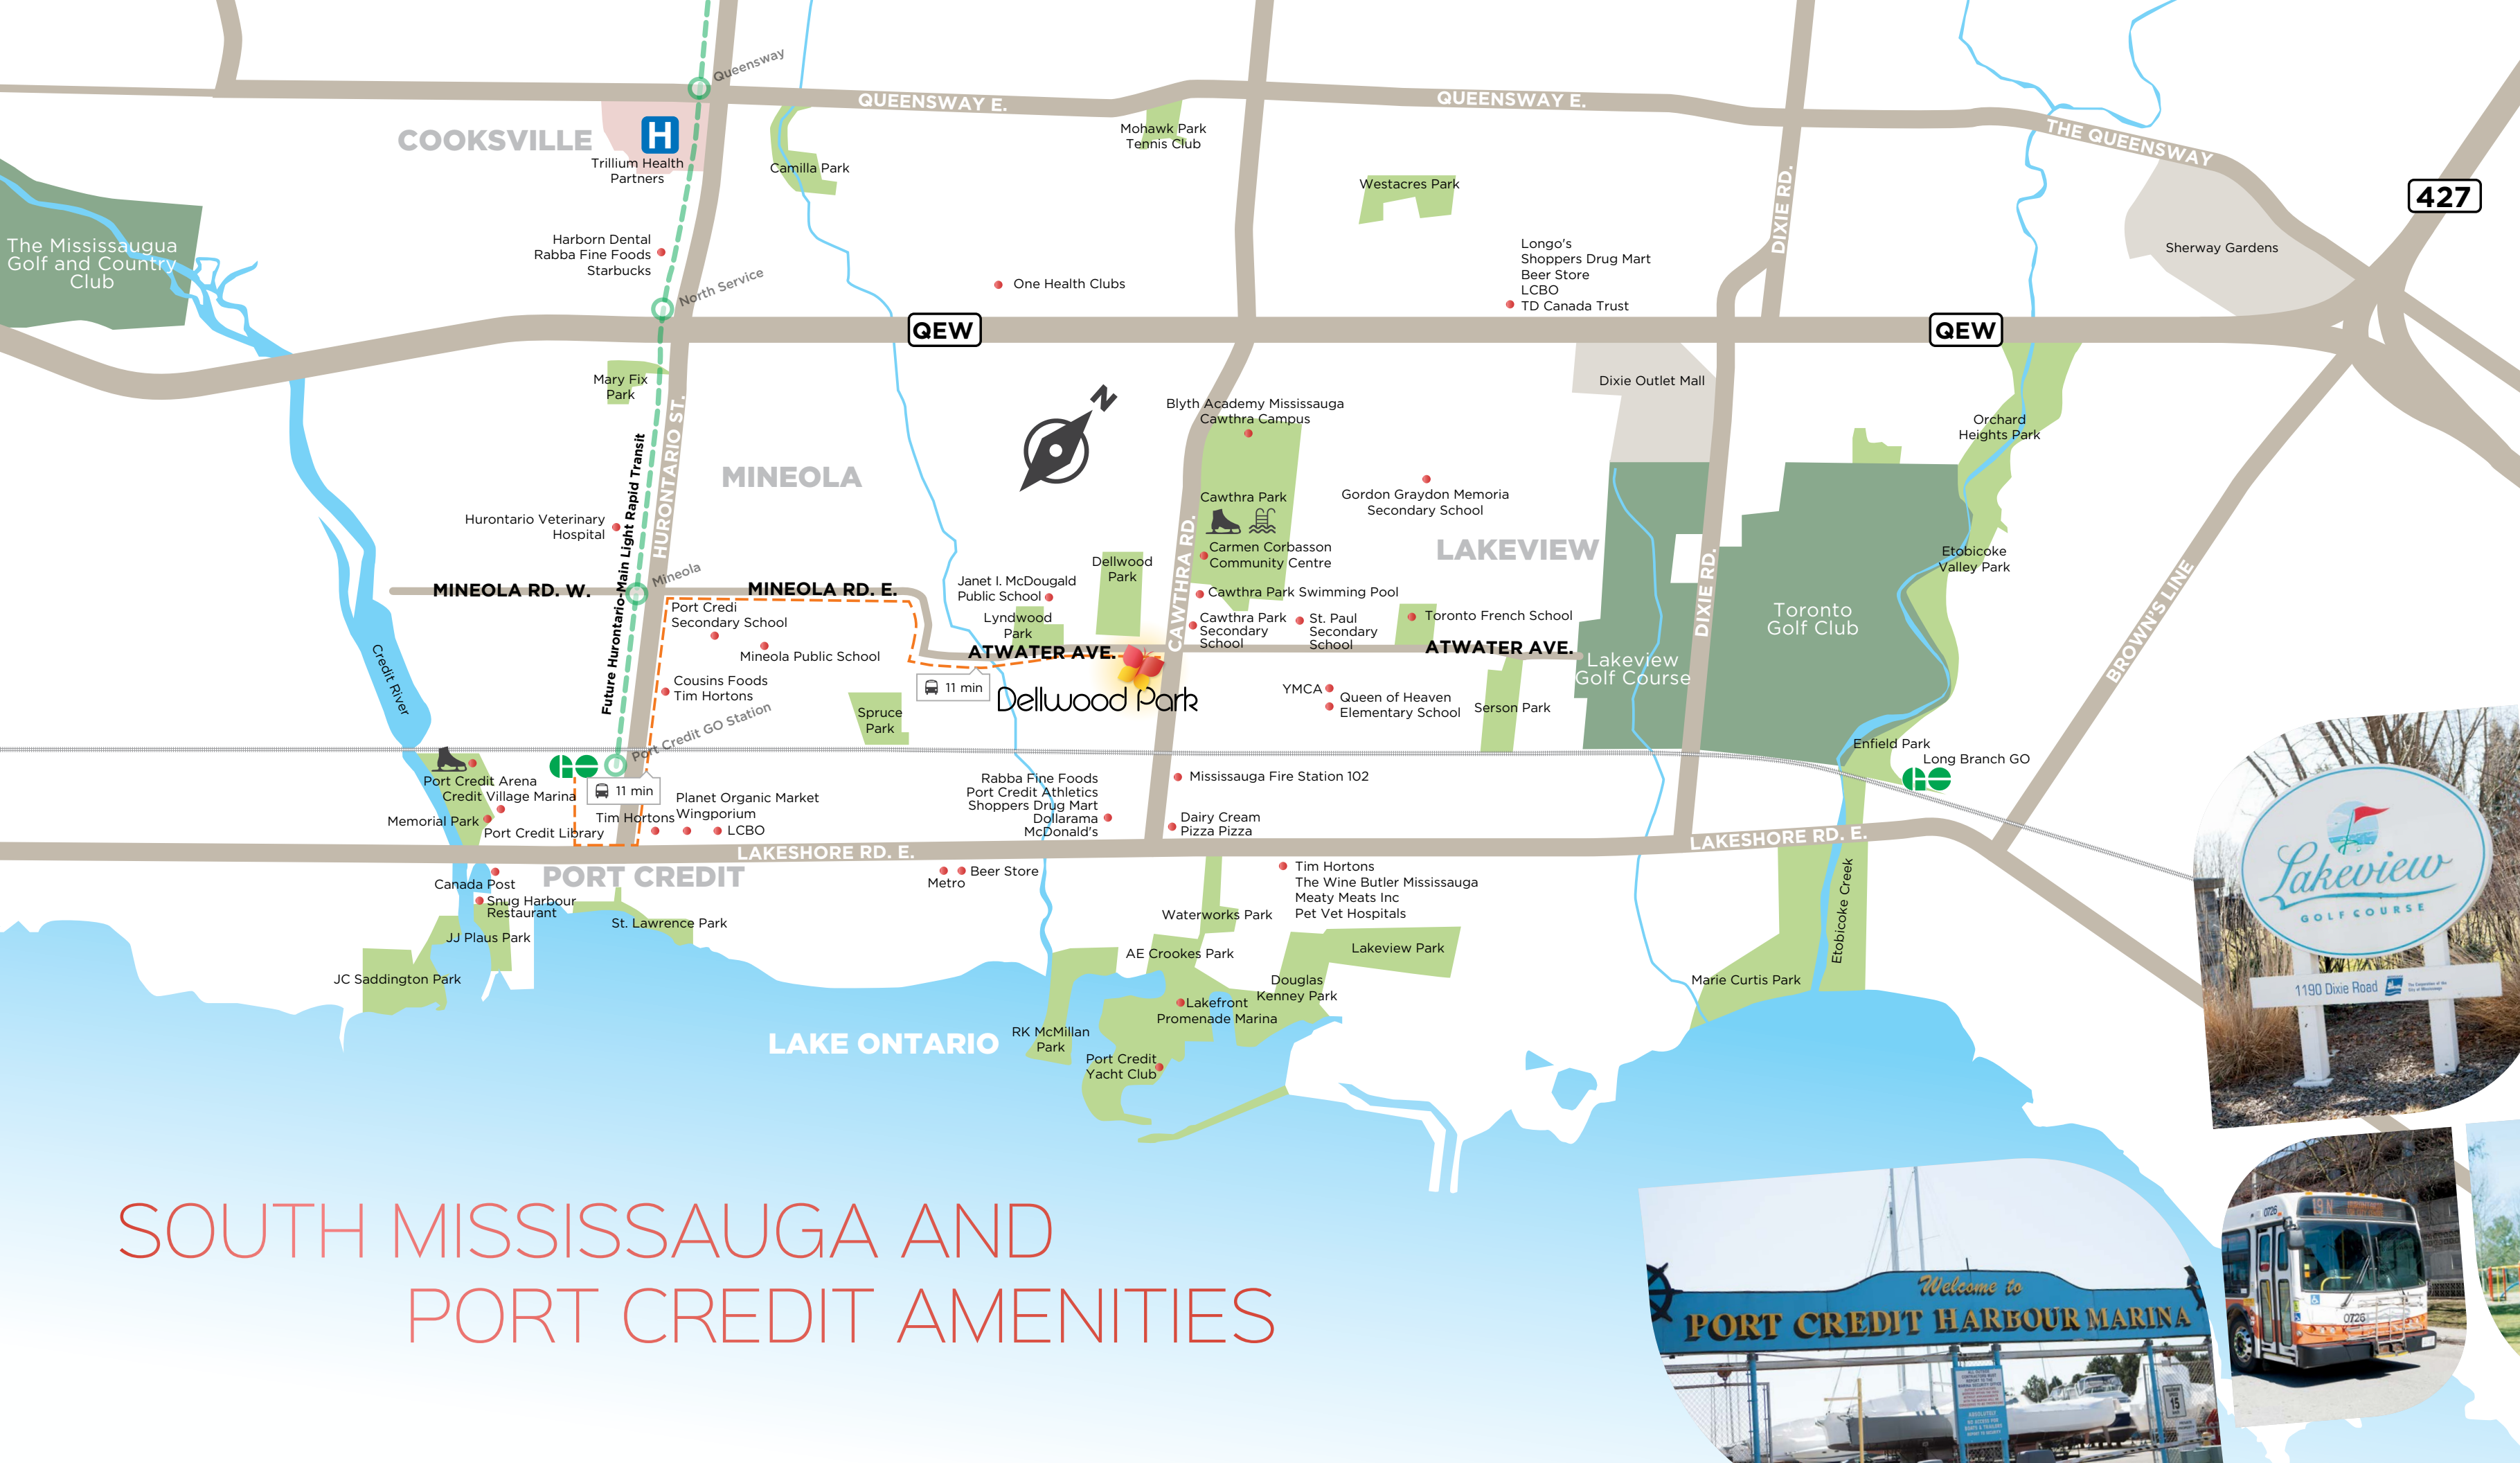 Queensway
QUEENSWAY E.
QUEENSWAY E.
THE QUEENSWAY
COOKSVILLE
H
Trillium Health
Partners
Camilla Park
Mohawk Park
Tennis Club
Westacres Park
DIXIE RD.
427
Sherway Gardens
The Mississaugua
Golf and Country
Club
Harborn Dental
Rabba Fine Foods
Starbucks
North Service
One Health Clubs
Longo's
Shoppers Drug Mart
Beer Store
LCBO
TD Canada Trust
QEW
QEW
Mary Fix
Park
HURONTARIO ST.
Future Hurontario-Main Light Rapid Transit
N
MINEOLA
Blyth Academy Mississauga
Cawthra Campus
Dixie Outlet Mall
Orchard
Heights Park
Hurontario Veterinary
Hospital
Cawthra Park
Gordon Graydon Memoria
Secondary School
LAKEVIEW
Carmen Corbasson
Community Centre
CAWTHRA RD.
DIXIE RD.
Etobicoke
Valley Park
BROWN'S LINE
MINEOLA RD. W.
Mineola
MINEOLA RD. E.
Janet I. McDougald
Public School
Dellwood
Park
Cawthra Park Swimming Pool
Port Credi
Secondary School
Lyndwood
Park
Cawthra Park
Secondary
School
St. Paul
Secondary
School
Toronto French School
Toronto
Golf Club
Mineola Public School
ATWATER AVE.
ATWATER AVE.
Lakeview
Golf Course
Credit River
Cousins Foods
Tim Hortons
11 min
Dellwood Park
YMCA
Queen of Heaven
Elementary School
Serson Park
Spruce
Park
Port Credit GO Station
Enfield Park
Long Branch GO
GO
GO
Port Credit Arena
Credit Village Marina
Memorial Park
Port Credit Library
11 min
Planet Organic Market
Wingporium
Tim Hortons
LCBO
Rabba Fine Foods
Port Credit Athletics
Shoppers Drug Mart
Dollarama
McDonald's
Mississauga Fire Station 102
Dairy Cream
Pizza Pizza
LAKESHORE RD. E.
LAKESHORE RD. E.
PORT CREDIT
Canada Post
Snug Harbour
Restaurant
JJ Plaus Park
JC Saddington Park
St. Lawrence Park
Metro
Beer Store
Tim Hortons
The Wine Butler Mississauga
Meaty Meats Inc
Pet Vet Hospitals
Waterworks Park
AE Crookes Park
Lakeview Park
Douglas
Kenney Park
Lakefront
Promenade Marina
RK McMillan
Park
Port Credit
Yacht Club
Etobicoke Creek
Marie Curtis Park
LAKE ONTARIO
Lakeview
GOLF COURSE
1190 Dixie Road
SOUTH MISSISSAUGA AND
PORT CREDIT AMENITIES
Welcome to
PORT CREDIT HARBOUR MARINA
15
0726
19 N
0726